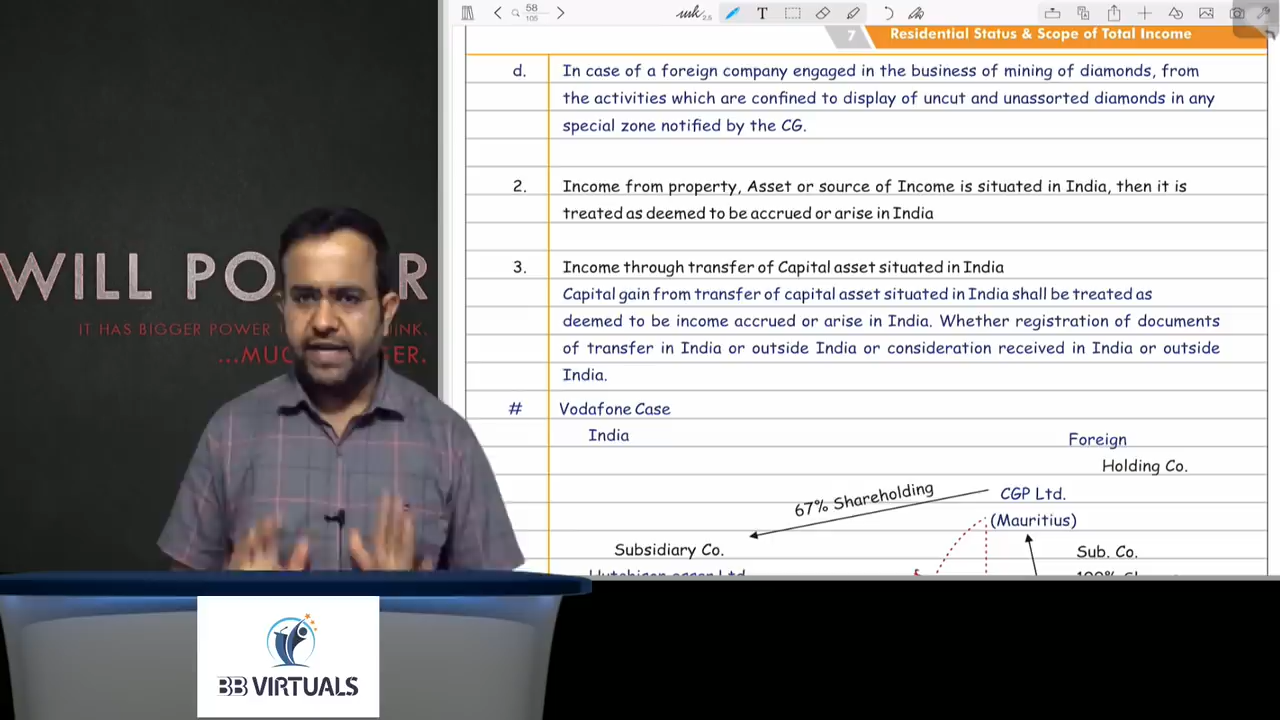 58
105
2.5
T
7 Residential Status & Scope of Total Income
d. In case of a foreign company engaged in the business of mining of diamonds, from
the activities which are confined to display of uncut and unassorted diamonds in any
special zone notified by the CG.
2. Income from property, Asset or source of Income is situated in India, then it is
treated as deemed to be accrued or arise in India
3. Income through transfer of Capital asset situated in India
Capital gain from transfer of capital asset situated in India shall be treated as
deemed to be income accrued or arise in India. Whether registration of documents
of transfer in India or outside India or consideration received in India or outside
India.
# Vodafone Case
India
Foreign
Holding Co.
67% Shareholding
CGP Ltd.
(Mauritius)
Subsidiary Co.
Sub. Co.
WILL PO R
IT HAS BIGGER POWER
...MUC
BB VIRTUALS